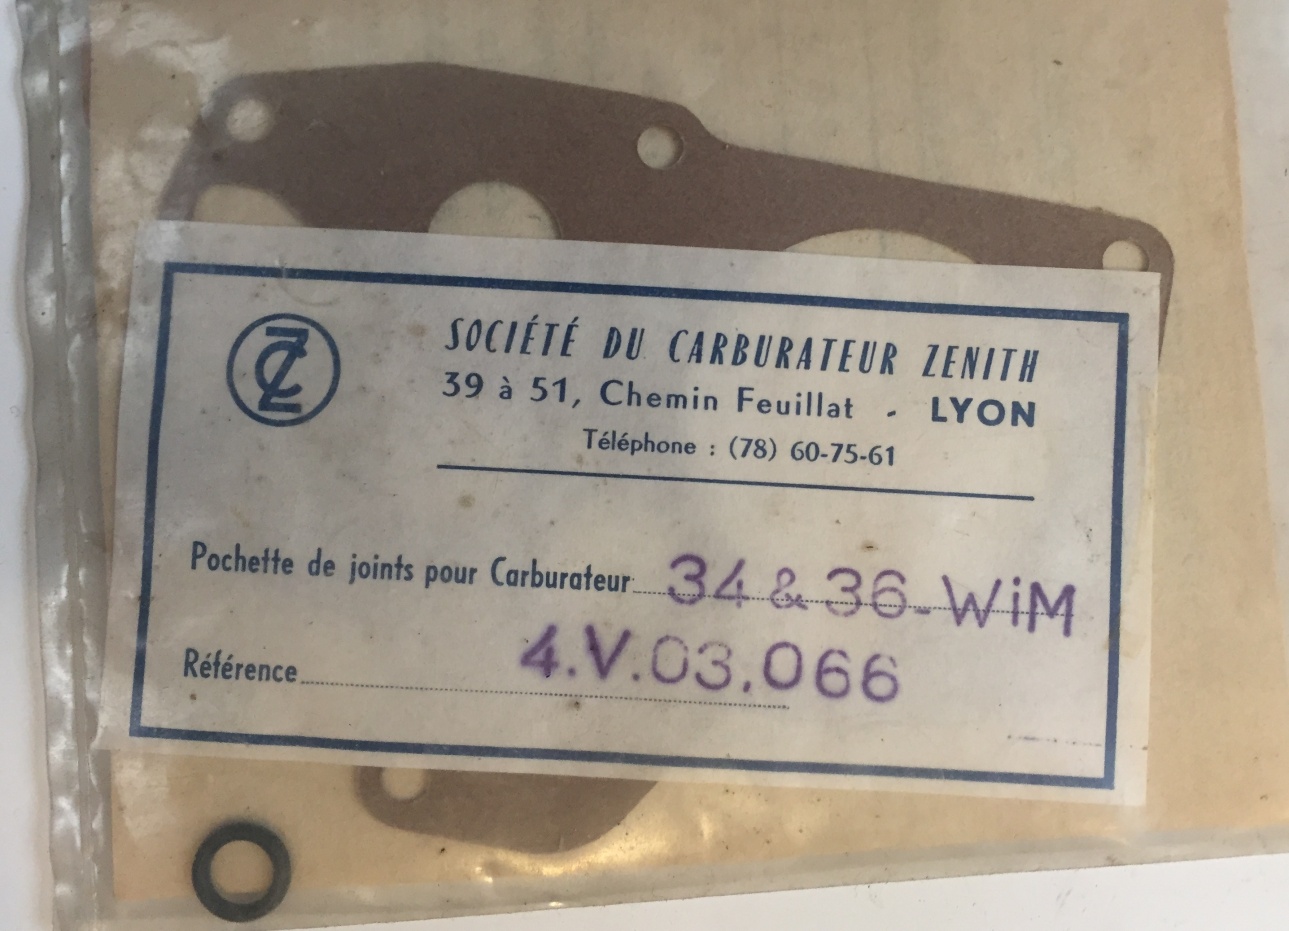 ZC
SOCIÉTÉ DU CARBURATEUR ZENITH
39 à 51, Chemin Feuillat - LYON
Téléphone : (78) 60-75-61
Pochette de joints pour Carburateur 34 & 36-WiM
Référence 4.V.03.066